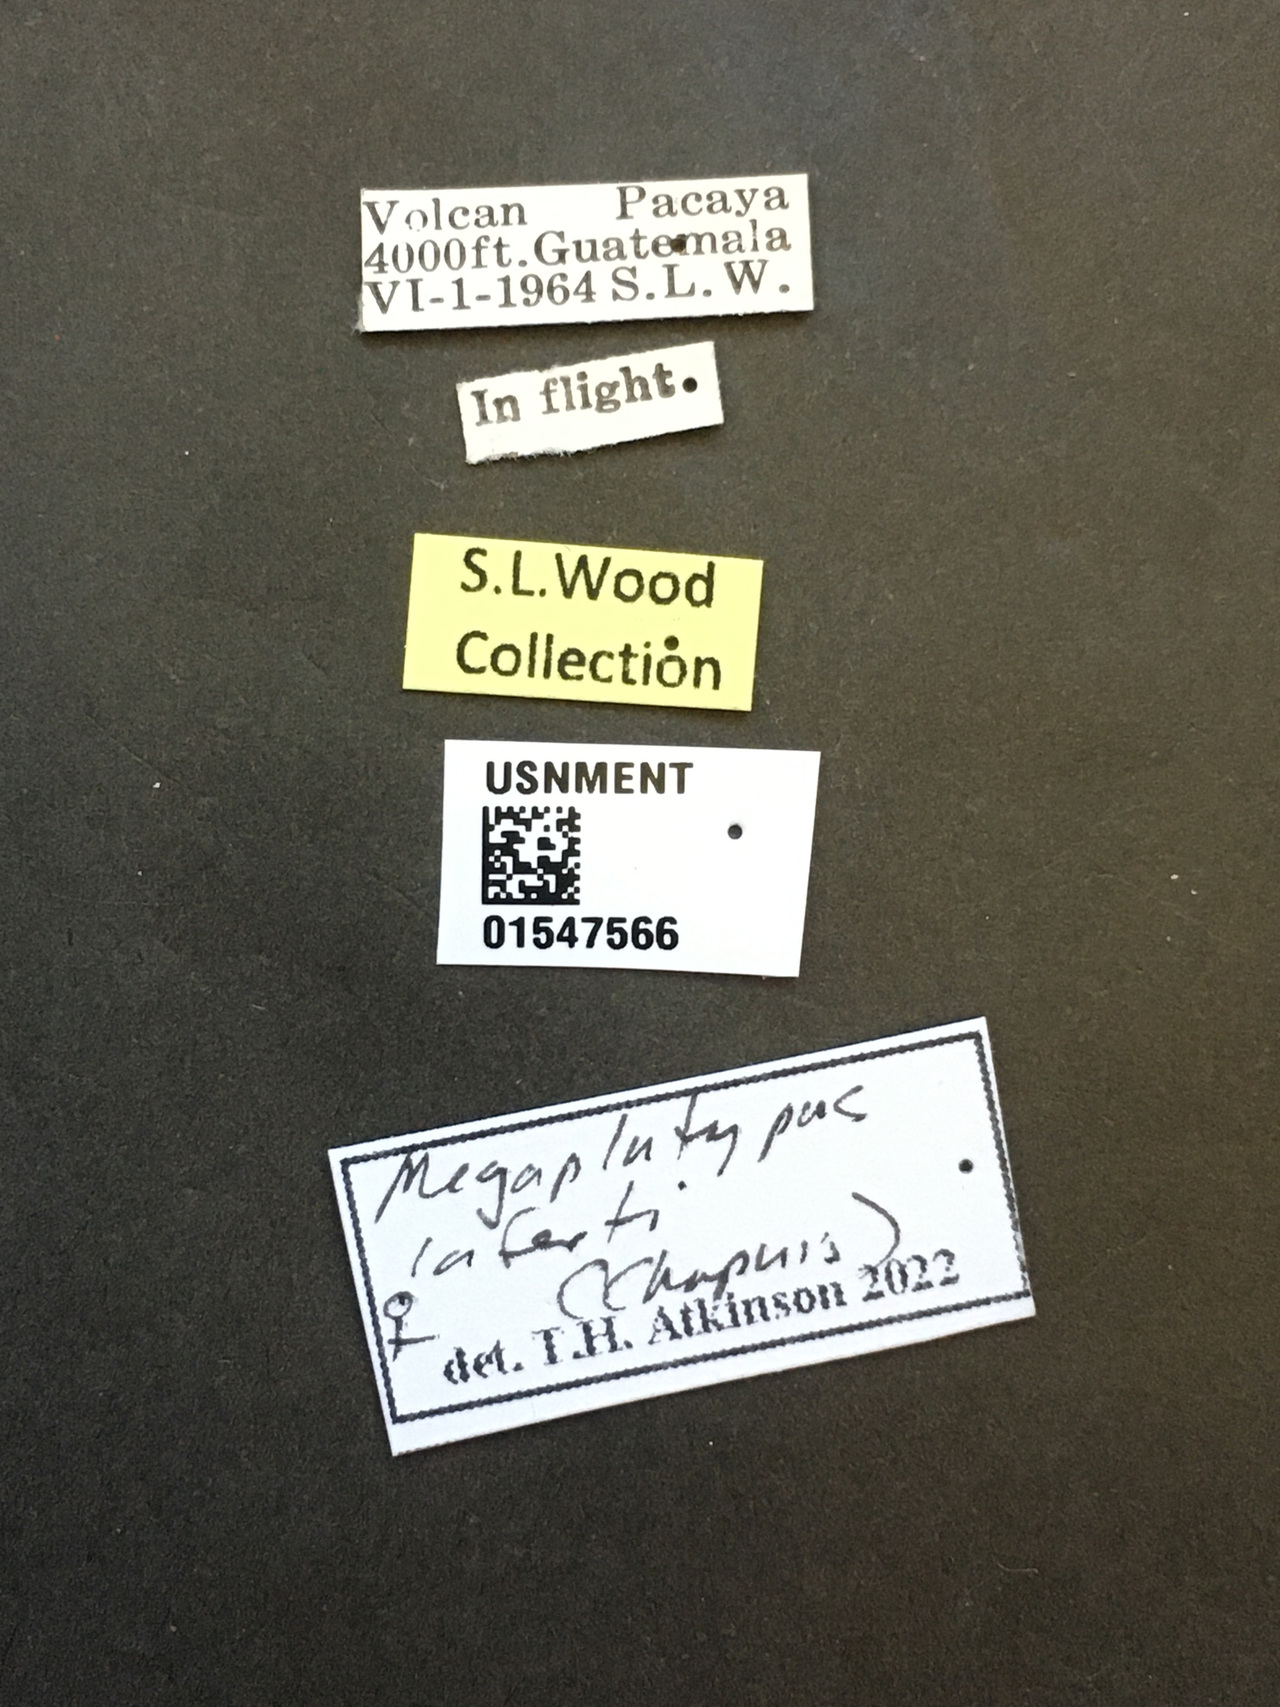 Volcan Pacaya
4000ft. Guatemala
VI-1-1964 S.L.W.
In flight.
S.L.Wood
Collection
USNMENT
01547566
Megaplatypus
laferti
(Chapuis)
♀
det. T.H. Atkinson 2022